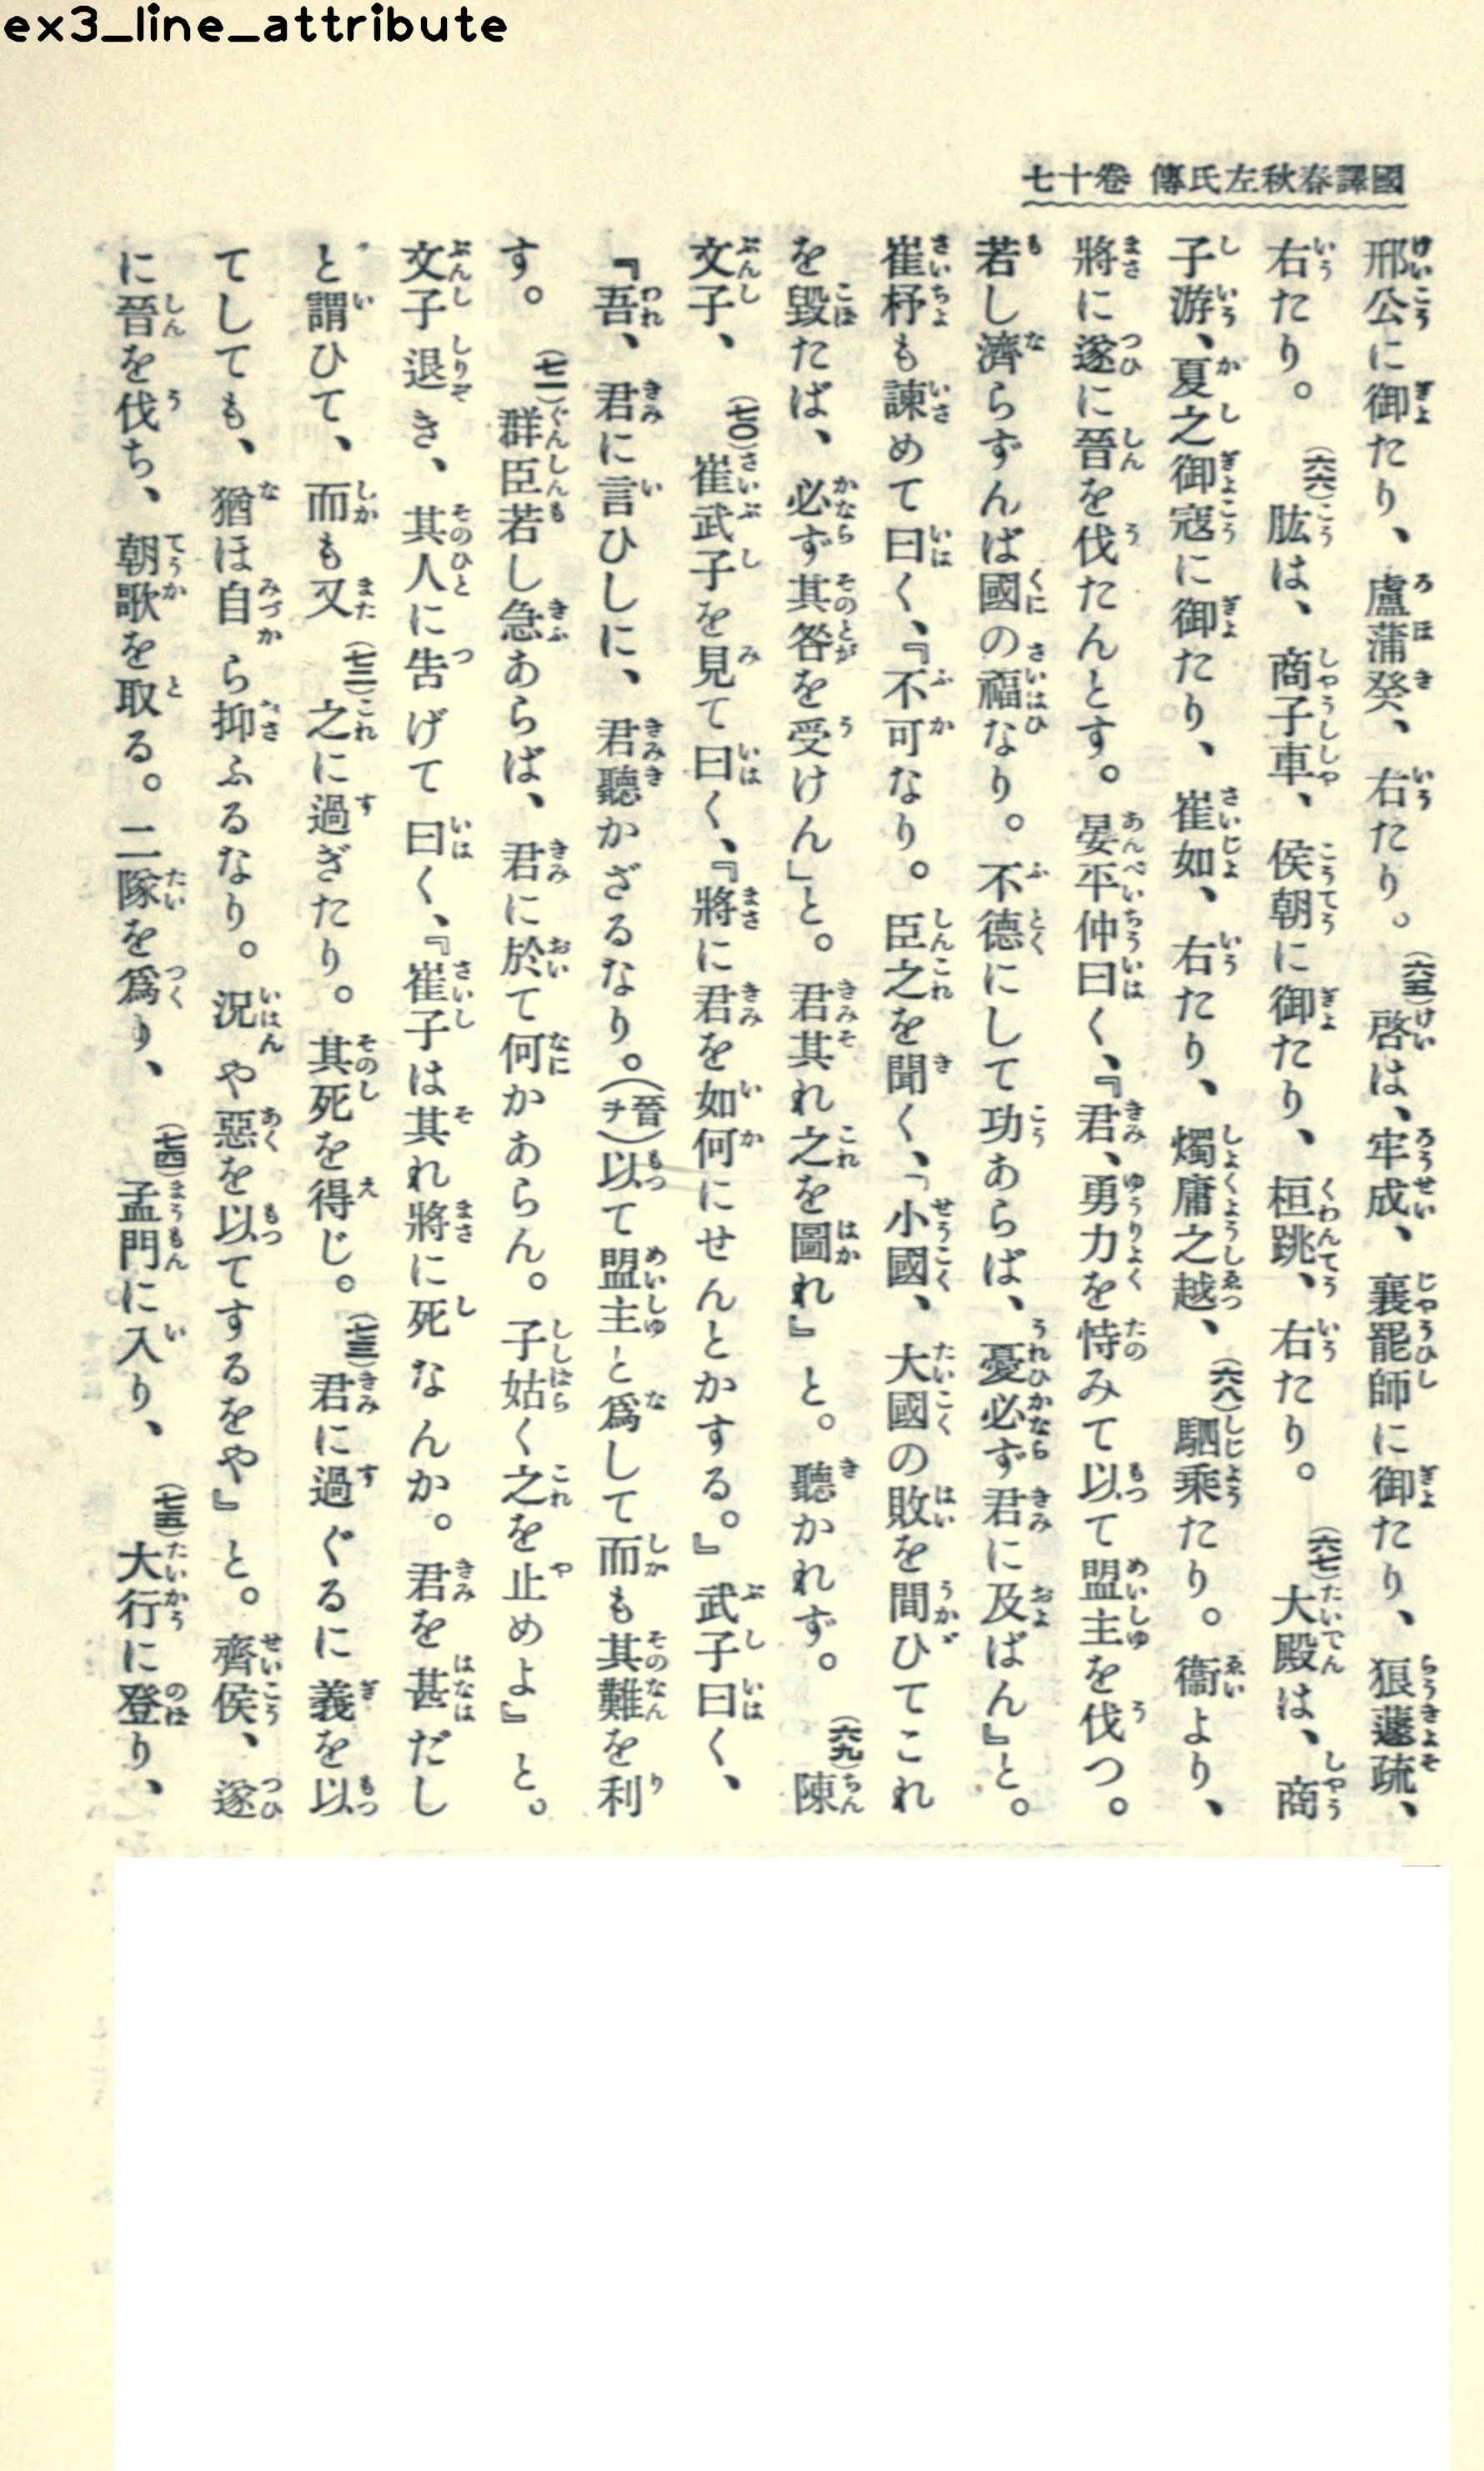 ex3_line_attribute
國譯春秋左氏傳 卷十七
邢公に御たり、盧蒲癸、右たり。(六五)啓は、牢成、襄罷師に御たり、狼蘧疏、
右たり。(六六)肱は、商子車、侯朝に御たり、桓跳、右たり。(六七)大殿は、商
子游、夏之御寇に御たり、崔如、右たり、燭庸之越、(六八)駟乘たり。衞より、
將に遂に晉を伐たんとす。晏平仲曰く、『君、勇力を恃みて以て盟主を伐つ。
若し濟らずんば國の福なり。不德にして功あらば、憂必ず君に及ばん』と。
崔杼も諫めて曰く、『不可なり。臣之を聞く、「小國、大國の敗を間ひてこれ
を毀たば、必ず其咎を受けん」と。君其れ之を圖れ』と。聽かれず。(六九)陳
文子、(七〇)崔武子を見て曰く、『將に君を如何にせんとかする。』武子曰く、
『吾、君に言ひしに、君聽かざるなり。(晉ヲ)以て盟主と爲して而も其難を利
す。(七一)群臣若し急あらば、君に於て何かあらん。子姑く之を止めよ』と。
文子退き、其人に吿げて曰く、『崔子は其れ將に死なんか。君を甚だし
と謂ひて、而も又(七二)之に過ぎたり。其死を得じ。(七三)君に過ぐるに義を以
てしても、猶ほ自ら抑ふるなり。況や惡を以てするをや』と。齊侯、遂
に晉を伐ち、朝歌を取る。二隊を爲り、(七四)孟門に入り、(七五)大行に登り、